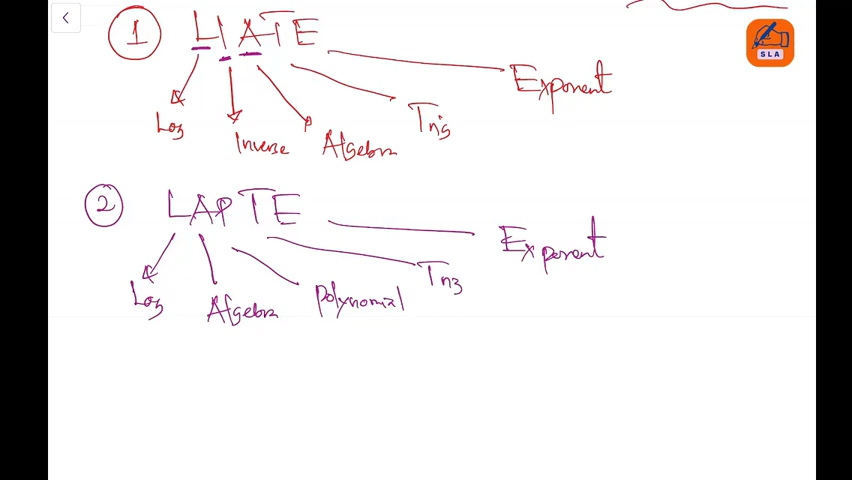 1 LIATE
Exponent
Log
Inverse
Algebra
Trig
SLA
2 LAPTE
Exponent
Log
Algebra
Polynomial
Trig